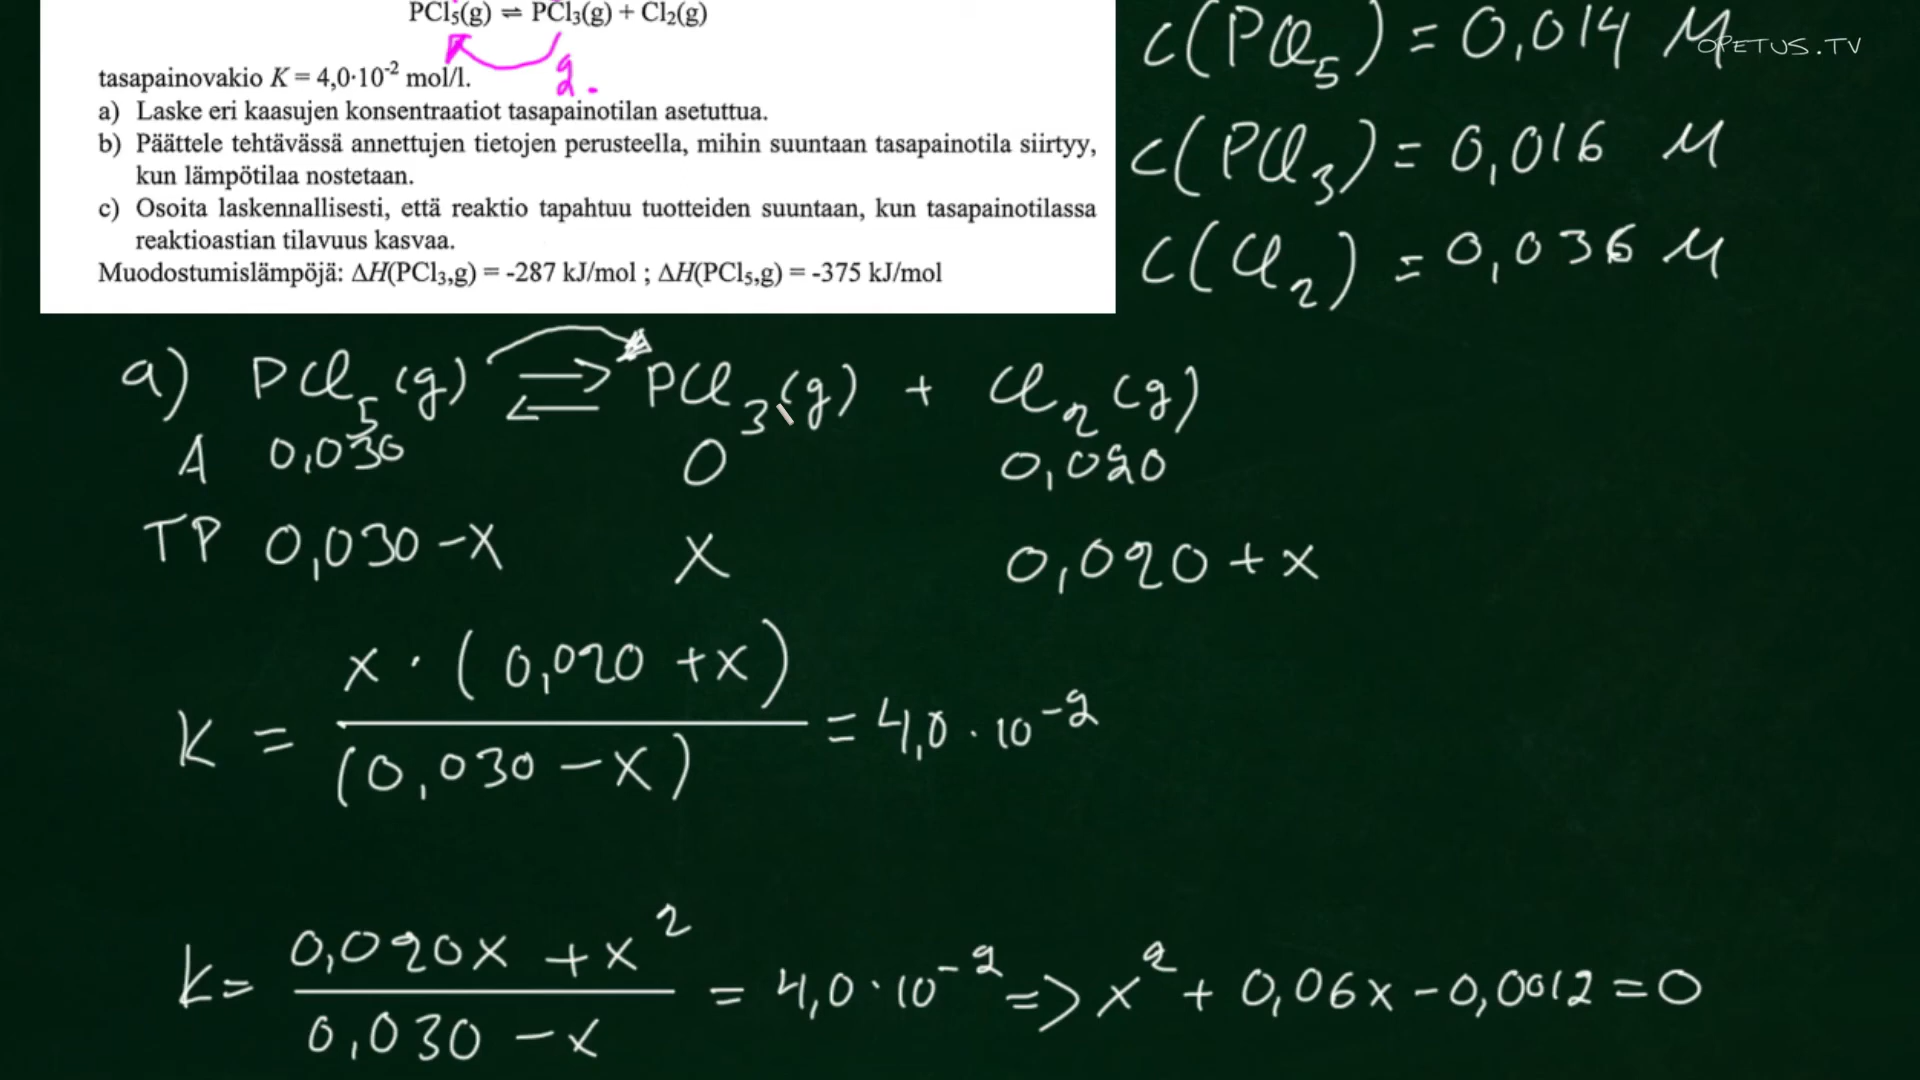 PCl5(g) ⇌ PCl3(g) + Cl2(g)
2.
tasapainovakio K = 4,0·10⁻² mol/l.
a) Laske eri kaasujen konsentraatiot tasapainotilan asetuttua.
b) Päättele tehtävässä annettujen tietojen perusteella, mihin suuntaan tasapainotila siirtyy,
kun lämpötilaa nostetaan.
c) Osoita laskennallisesti, että reaktio tapahtuu tuotteiden suuntaan, kun tasapainotilassa
reaktioastian tilavuus kasvaa.
Muodostumislämpöjä: ΔH(PCl3,g) = -287 kJ/mol ; ΔH(PCl5,g) = -375 kJ/mol
c(PCl5) = 0,014 M
OPETUS.TV
c(PCl3) = 0,016 M
c(Cl2) = 0,036 M
a) PCl5(g) ⇌ PCl3(g) + Cl2(g)
A 0,030 0 0,020
TP 0,030-x x 0,020+x
K = x·(0,020+x) / (0,030-x) = 4,0·10⁻²
K = 0,020x+x² / 0,030-x = 4,0·10⁻² => x² + 0,06x - 0,0012 = 0